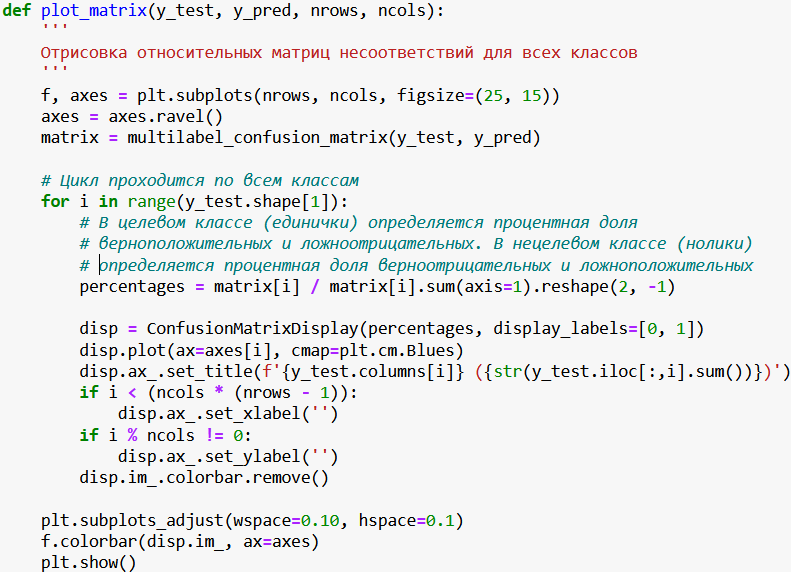 def plot_matrix(y_test, y_pred, nrows, ncols):
    '''
    Отрисовка относительных матриц несоответствий для всех классов
    '''
    f, axes = plt.subplots(nrows, ncols, figsize=(25, 15))
    axes = axes.ravel()
    matrix = multilabel_confusion_matrix(y_test, y_pred)

    # Цикл проходится по всем классам
    for i in range(y_test.shape[1]):
        # В целевом классе (единички) определяется процентная доля
        # верноположительных и ложноотрицательных. В нецелевом классе (нолики)
        # определяется процентная доля верноотрицательных и ложноположительных
        percentages = matrix[i] / matrix[i].sum(axis=1).reshape(2, -1)

        disp = ConfusionMatrixDisplay(percentages, display_labels=[0, 1])
        disp.plot(ax=axes[i], cmap=plt.cm.Blues)
        disp.ax_.set_title(f'{y_test.columns[i]} ({str(y_test.iloc[:,i].sum())})')
        if i < (ncols * (nrows - 1)):
            disp.ax_.set_xlabel('')
        if i % ncols != 0:
            disp.ax_.set_ylabel('')
        disp.im_.colorbar.remove()

    plt.subplots_adjust(wspace=0.10, hspace=0.1)
    f.colorbar(disp.im_, ax=axes)
    plt.show()